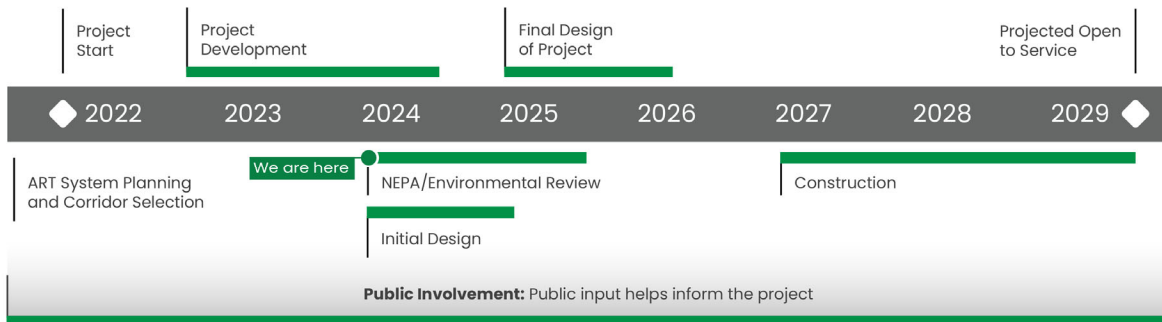 Project
Start
Project
Development
Final Design
of Project
Projected Open
to Service
2022 2023 2024 2025 2026 2027 2028 2029
We are here
ART System Planning
and Corridor Selection
NEPA/Environmental Review
Construction
Initial Design
Public Involvement: Public input helps inform the project